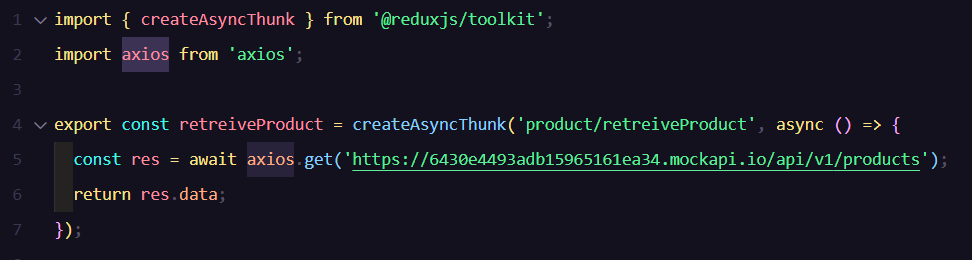 1 import { createAsyncThunk } from '@reduxjs/toolkit';
2 import axios from 'axios';
3
4 export const retreiveProduct = createAsyncThunk('product/retreiveProduct', async () => {
5 const res = await axios.get('https://6430e4493adb15965161ea34.mockapi.io/api/v1/products');
6 return res.data;
7 });